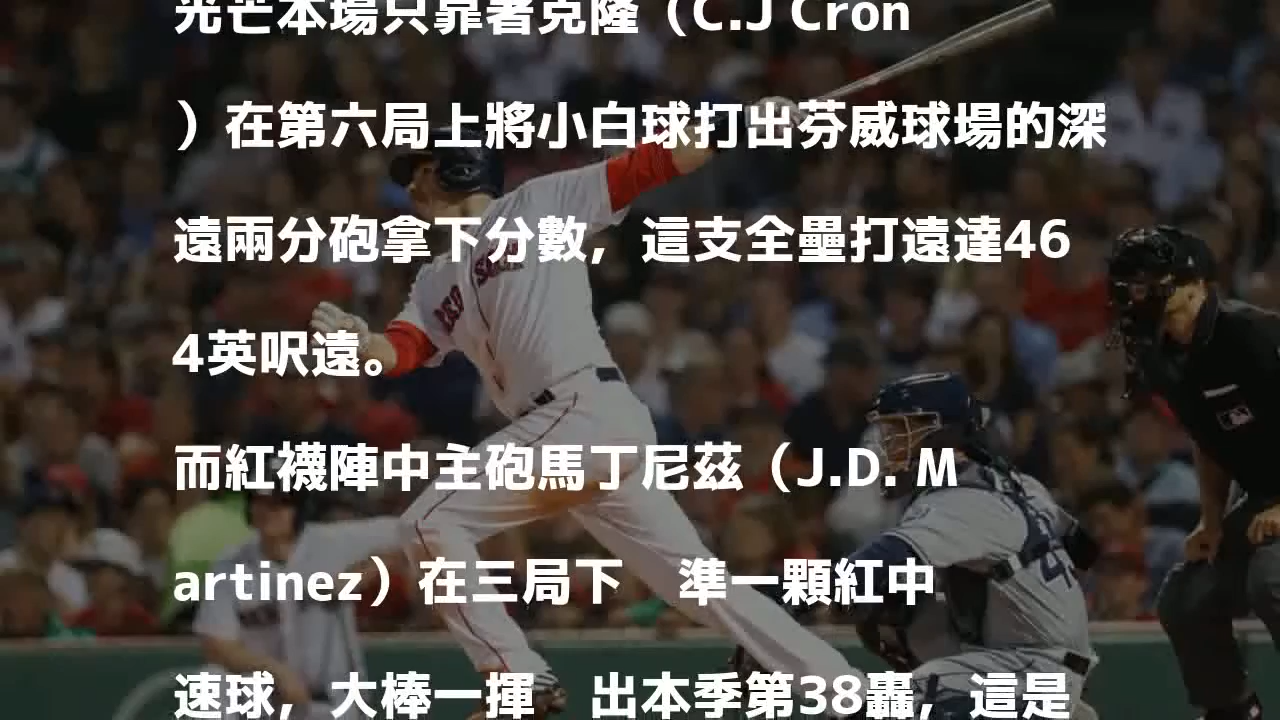 光芒本場只靠著克隆（C.J Cron
）在第六局上將小白球打出芬威球場的深
遠兩分砲拿下分數，這支全壘打遠達46
4英呎遠。
而紅襪陣中主砲馬丁尼茲（J.D. M
artinez）在三局下　準一顆紅中
速球，大棒一揮　出本季第38轟，這是
RED SOX